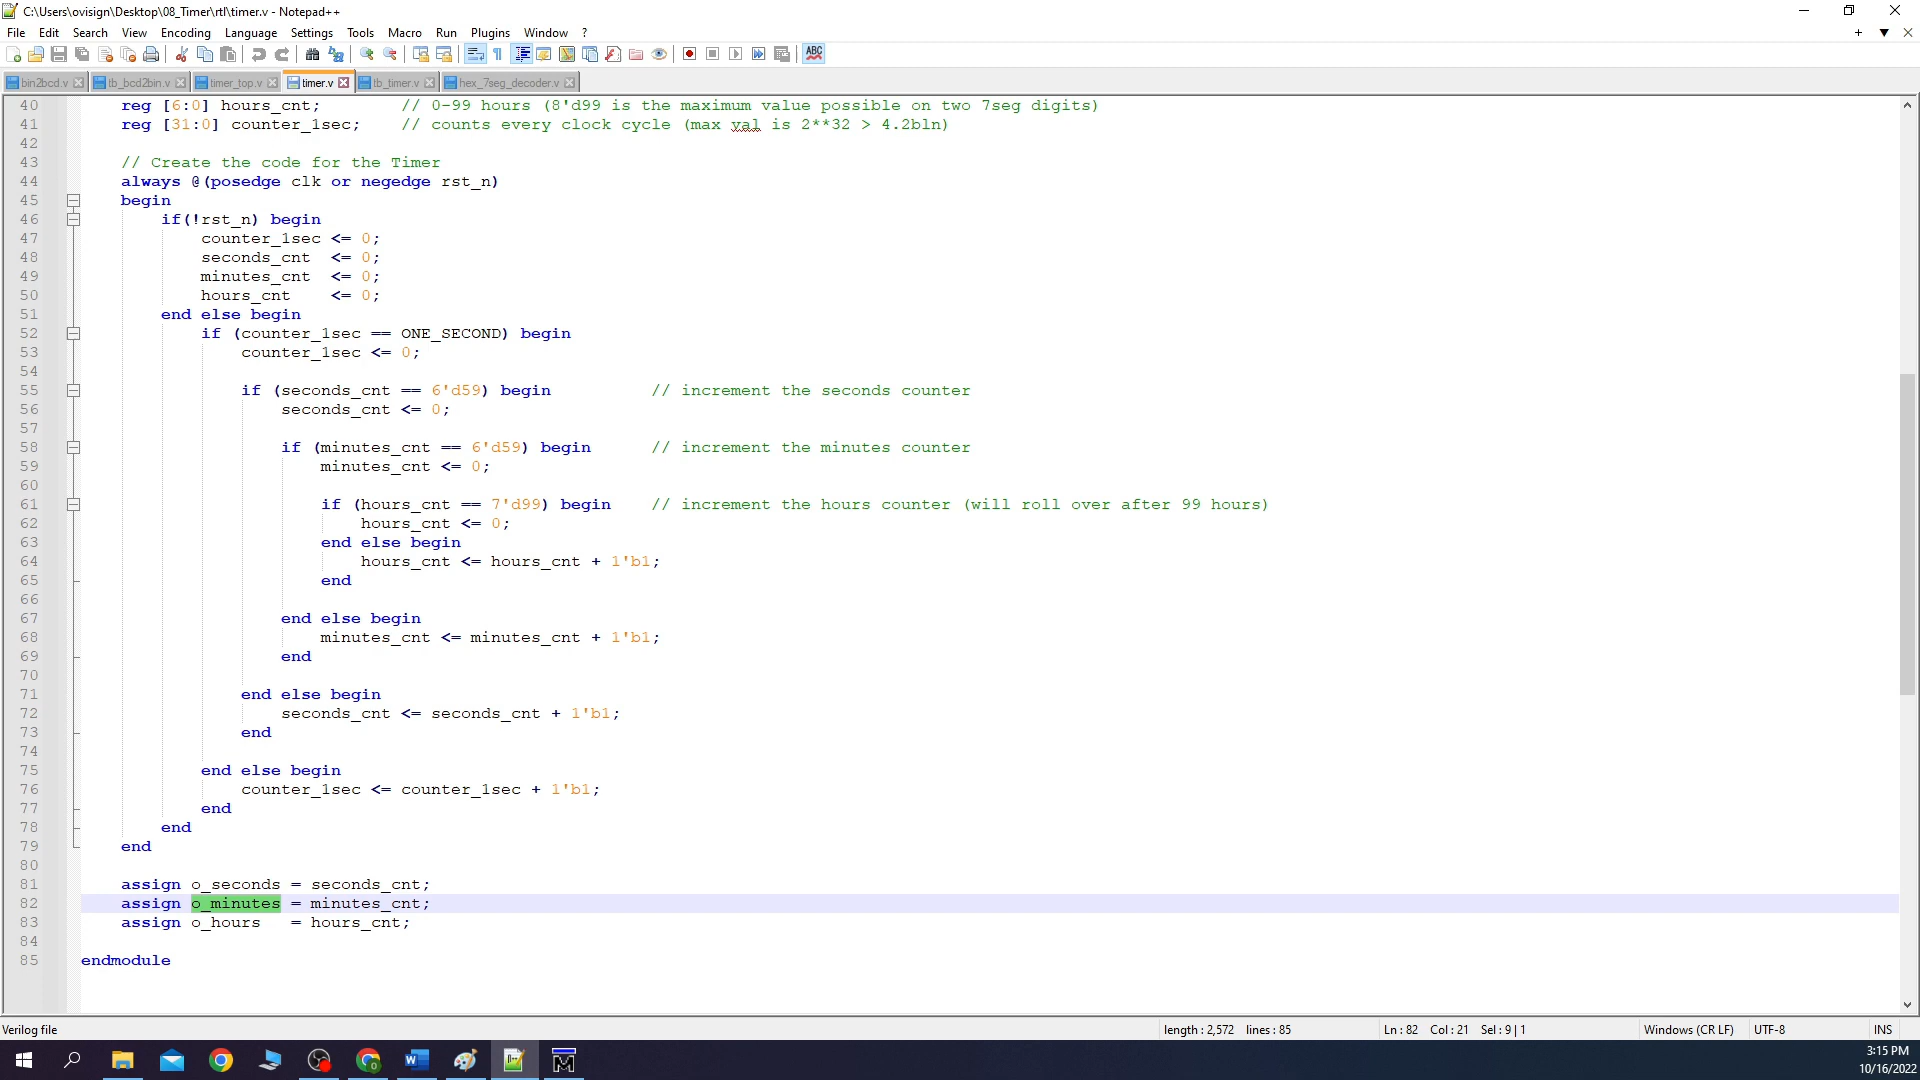 C:\Users\ovisign\Desktop\08_Timer\rtl\timer.v - Notepad++
File Edit Search View Encoding Language Settings Tools Macro Run Plugins Window ?
bin2bcd.v tb_bcd2bin.v timer_top.v timer.v tb_timer.v hex_7seg_decoder.v
40 reg [6:0] hours_cnt; // 0-99 hours (8'd99 is the maximum value possible on two 7seg digits)
41 reg [31:0] counter_1sec; // counts every clock cycle (max val is 2**32 > 4.2bln)
42
43 // Create the code for the Timer
44 always @(posedge clk or negedge rst_n)
45 begin
46 if(!rst_n) begin
47 counter_1sec <= 0;
48 seconds_cnt <= 0;
49 minutes_cnt <= 0;
50 hours_cnt <= 0;
51 end else begin
52 if (counter_1sec == ONE_SECOND) begin
53 counter_1sec <= 0;
54
55 if (seconds_cnt == 6'd59) begin // increment the seconds counter
56 seconds_cnt <= 0;
57
58 if (minutes_cnt == 6'd59) begin // increment the minutes counter
59 minutes_cnt <= 0;
60
61 if (hours_cnt == 7'd99) begin // increment the hours counter (will roll over after 99 hours)
62 hours_cnt <= 0;
63 end else begin
64 hours_cnt <= hours_cnt + 1'b1;
65 end
66
67 end else begin
68 minutes_cnt <= minutes_cnt + 1'b1;
69 end
70
71 end else begin
72 seconds_cnt <= seconds_cnt + 1'b1;
73 end
74
75 end else begin
76 counter_1sec <= counter_1sec + 1'b1;
77 end
78 end
79 end
80
81 assign o_seconds = seconds_cnt;
82 assign o_minutes = minutes_cnt;
83 assign o_hours = hours_cnt;
84
85 endmodule
Verilog file length : 2,572 lines : 85 Ln : 82 Col : 21 Sel : 9 | 1 Windows (CR LF) UTF-8 INS
3:15 PM
10/16/2022